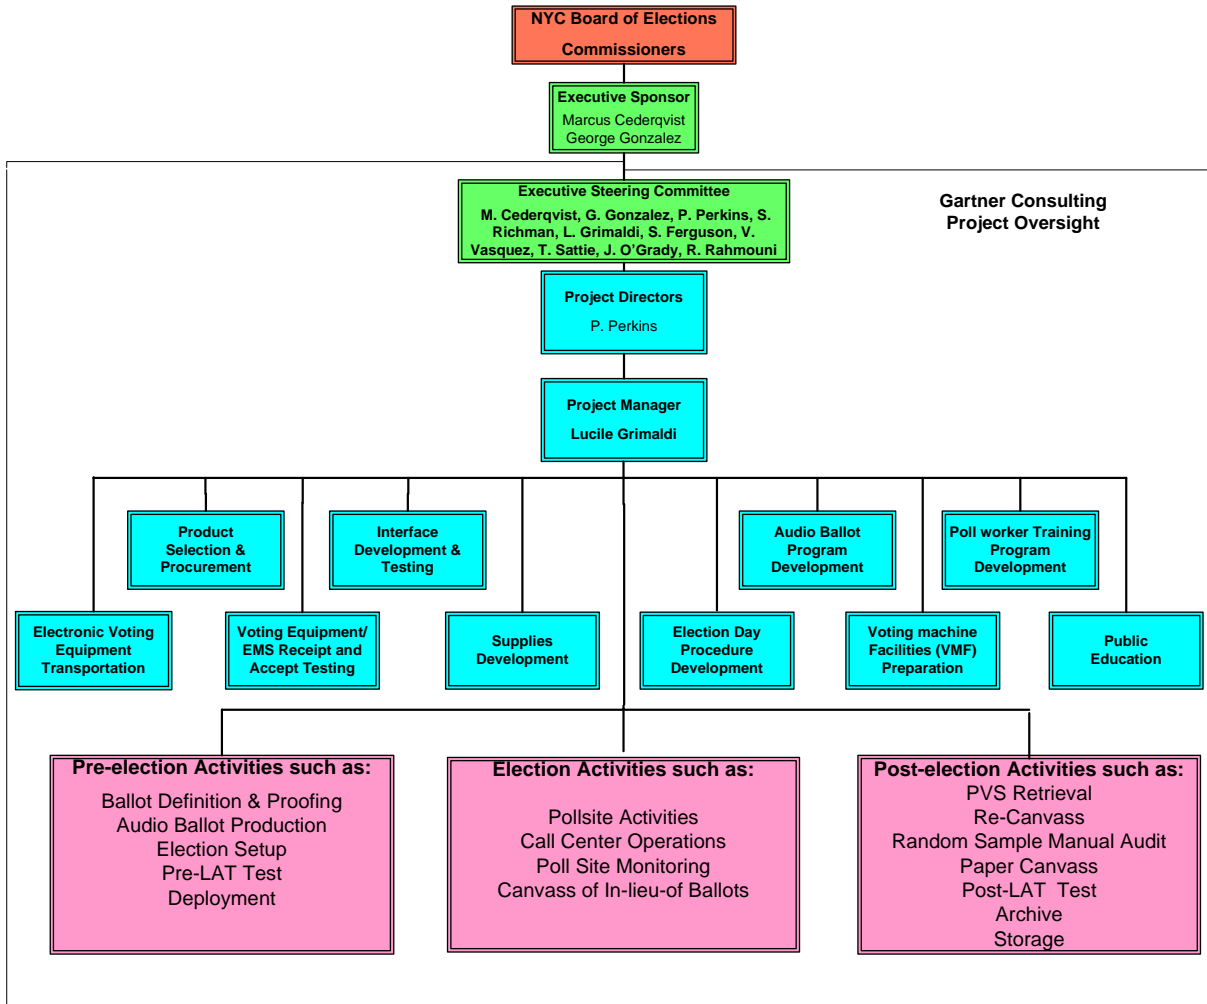 NYC Board of Elections
Commissioners
Executive Sponsor
Marcus Cederqvist
George Gonzalez
Executive Steering Committee
M. Cederqvist, G. Gonzalez, P. Perkins, S.
Richman, L. Grimaldi, S. Ferguson, V.
Vasquez, T. Sattie, J. O’Grady, R. Rahmouni
Gartner Consulting
Project Oversight
Project Directors
P. Perkins
Project Manager
Lucile Grimaldi
Product
Selection &
Procurement
Interface
Development &
Testing
Audio Ballot
Program
Development
Poll worker Training
Program
Development
Electronic Voting
Equipment
Transportation
Voting Equipment/
EMS Receipt and
Accept Testing
Supplies
Development
Election Day
Procedure
Development
Voting machine
Facilities (VMF)
Preparation
Public
Education
Pre-election Activities such as:
Ballot Definition & Proofing
Audio Ballot Production
Election Setup
Pre-LAT Test
Deployment
Election Activities such as:
Pollsite Activities
Call Center Operations
Poll Site Monitoring
Canvass of In-lieu-of Ballots
Post-election Activities such as:
PVS Retrieval
Re-Canvass
Random Sample Manual Audit
Paper Canvass
Post-LAT  Test
Archive
Storage